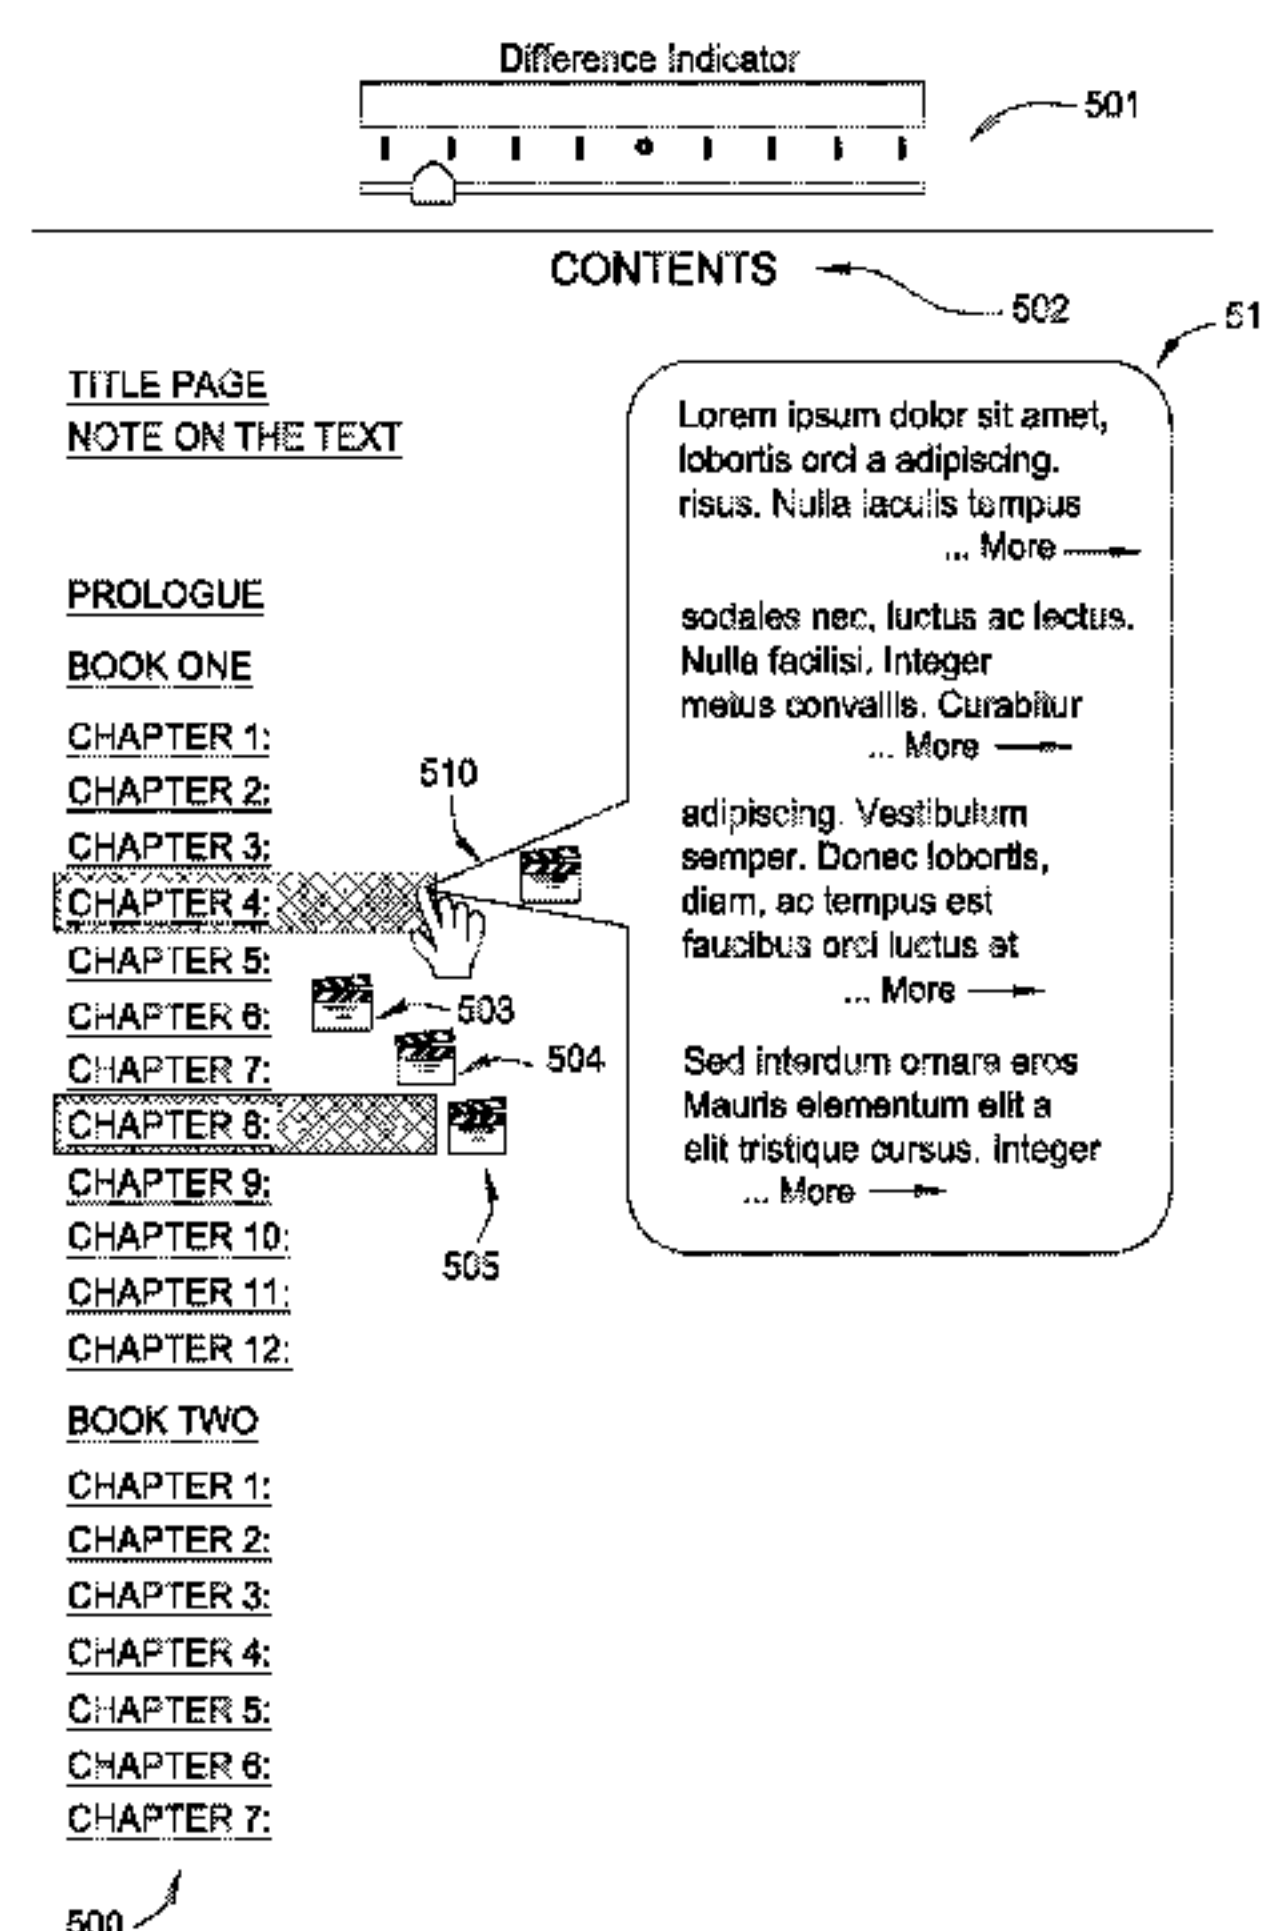 Difference Indicator
501
CONTENTS
502
51
TITLE PAGE
NOTE ON THE TEXT
Lorem ipsum dolor sit amet,
lobortis orci a adipiscing.
risus. Nulla iaculis tempus
... More
PROLOGUE
BOOK ONE
sodales nec, luctus ac lectus.
Nulla facilisi. Integer
metus convallis. Curabitur
... More
CHAPTER 1:
CHAPTER 2:
CHAPTER 3:
510
CHAPTER 4:
adipiscing. Vestibulum
semper. Donec lobortis,
diam, ac tempus est
faucibus orci luctus et
... More
CHAPTER 5:
CHAPTER 6:
503
CHAPTER 7:
504
CHAPTER 8:
Sed interdum ornare eros
Mauris elementum elit a
elit tristique cursus. Integer
... More
CHAPTER 9:
505
CHAPTER 10:
CHAPTER 11:
CHAPTER 12:
BOOK TWO
CHAPTER 1:
CHAPTER 2:
CHAPTER 3:
CHAPTER 4:
CHAPTER 5:
CHAPTER 6:
CHAPTER 7:
500